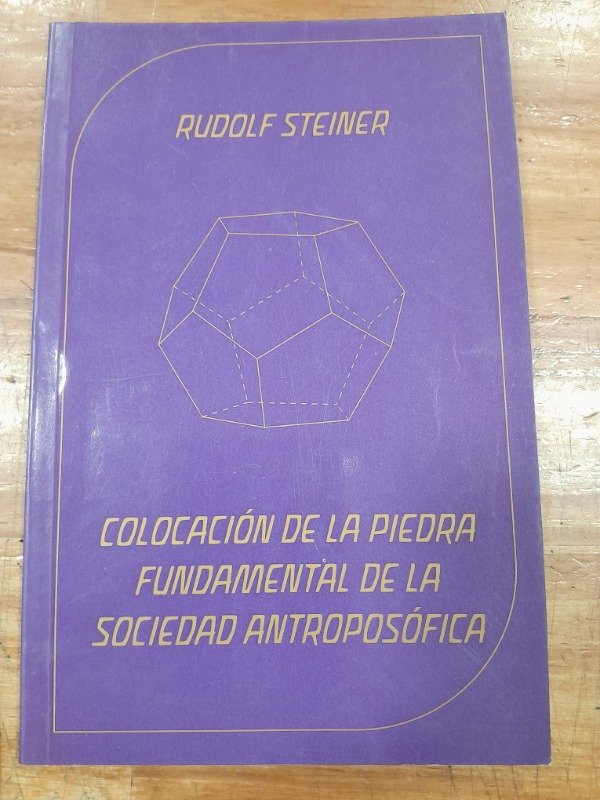 RUDOLF STEINER
COLOCACIÓN DE LA PIEDRA
FUNDAMENTAL DE LA
SOCIEDAD ANTROPOSÓFICA